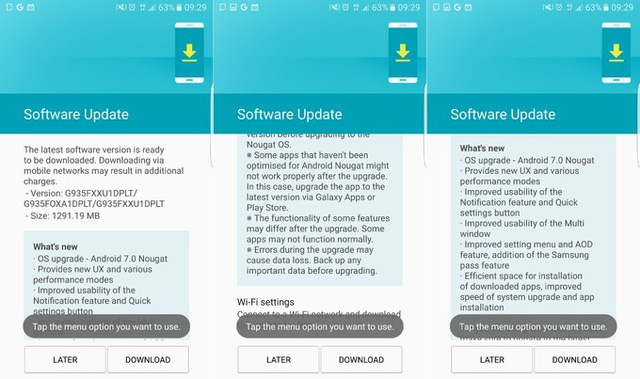 63% 09:29
Software Update
The latest software version is ready
to be downloaded. Downloading via
mobile networks may result in additional
charges.
· Version: G935FXXU1DPLT/
G935FOXA1DPLT/G935FXXU1DPLT
· Size: 1291.19 MB
What's new
· OS upgrade - Android 7.0 Nougat
· Provides new UX and various
performance modes
· Improved usability of the
Notification feature and Quick
settings button
Tap the menu option you want to use.
LATER
DOWNLOAD
63% 09:29
Software Update
version before upgrading to the
Nougat OS.
※ Some apps that haven't been
optimised for Android Nougat might
not work properly after the upgrade.
In this case, upgrade the app to the
latest version via Galaxy Apps or
Play Store.
※ The functionality of some features
may differ after the upgrade. Some
apps may not function normally.
※ Errors during the upgrade may
cause data loss. Back up any
important data before upgrading.
Wi-Fi settings
Connect to a Wi-Fi network and download
Tap the menu option you want to use.
LATER
DOWNLOAD
63% 09:29
Software Update
What's new
· OS upgrade - Android 7.0 Nougat
· Provides new UX and various
performance modes
· Improved usability of the
Notification feature and Quick
settings button
· Improved usability of the Multi
window
· Improved setting menu and AOD
feature, addition of the Samsung
pass feature
· Efficient space for installation
of downloaded apps, improved
speed of system upgrade and app
installation
Tap the menu option you want to use.
LATER
DOWNLOAD